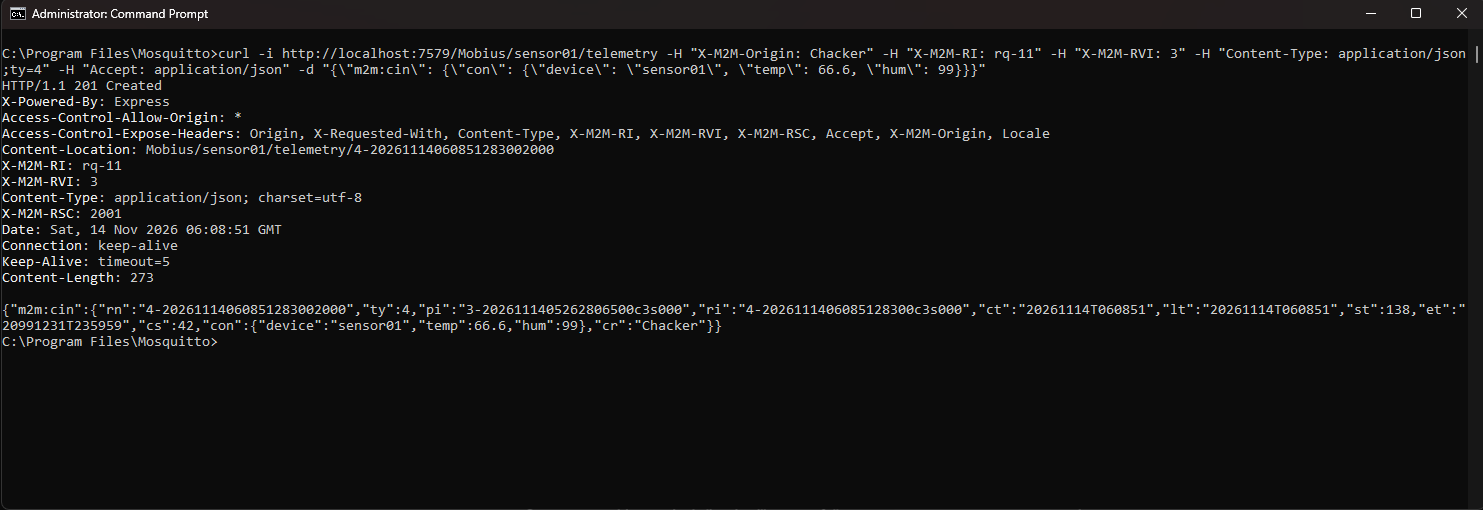 Administrator: Command Prompt
C:\Program Files\Mosquitto>curl -i http://localhost:7579/Mobius/sensor01/telemetry -H "X-M2M-Origin: Chacker" -H "X-M2M-RI: rq-11" -H "X-M2M-RVI: 3" -H "Content-Type: application/json
;ty=4" -H "Accept: application/json" -d "{\"m2m:cin\": {\"con\": {\"device\": \"sensor01\", \"temp\": 66.6, \"hum\": 99}}}"
HTTP/1.1 201 Created
X-Powered-By: Express
Access-Control-Allow-Origin: *
Access-Control-Expose-Headers: Origin, X-Requested-With, Content-Type, X-M2M-RI, X-M2M-RVI, X-M2M-RSC, Accept, X-M2M-Origin, Locale
Content-Location: Mobius/sensor01/telemetry/4-20261114060851283002000
X-M2M-RI: rq-11
X-M2M-RVI: 3
Content-Type: application/json; charset=utf-8
X-M2M-RSC: 2001
Date: Sat, 14 Nov 2026 06:08:51 GMT
Connection: keep-alive
Keep-Alive: timeout=5
Content-Length: 273
{"m2m:cin":{"rn":"4-20261114060851283002000","ty":4,"pi":"3-2026111405262806500c3s000","ri":"4-2026111406085128300c3s000","ct":"20261114T060851","lt":"20261114T060851","st":138,"et":"
20991231T235959","cs":42,"con":{"device":"sensor01","temp":66.6,"hum":99},"cr":"Chacker"}}
C:\Program Files\Mosquitto>